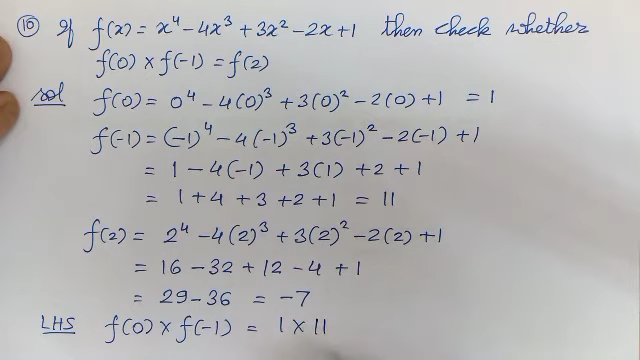 ⑩ If f(x) = x⁴ - 4x³ + 3x² - 2x + 1 then check whether
f(0) × f(-1) = f(2)
sol f(0) = 0⁴ - 4(0)³ + 3(0)² - 2(0) + 1 = 1
f(-1) = (-1)⁴ - 4(-1)³ + 3(-1)² - 2(-1) + 1
= 1 - 4(-1) + 3(1) + 2 + 1
= 1 + 4 + 3 + 2 + 1 = 11
f(2) = 2⁴ - 4(2)³ + 3(2)² - 2(2) + 1
= 16 - 32 + 12 - 4 + 1
= 29 - 36 = -7
LHS f(0) × f(-1) = 1 × 11